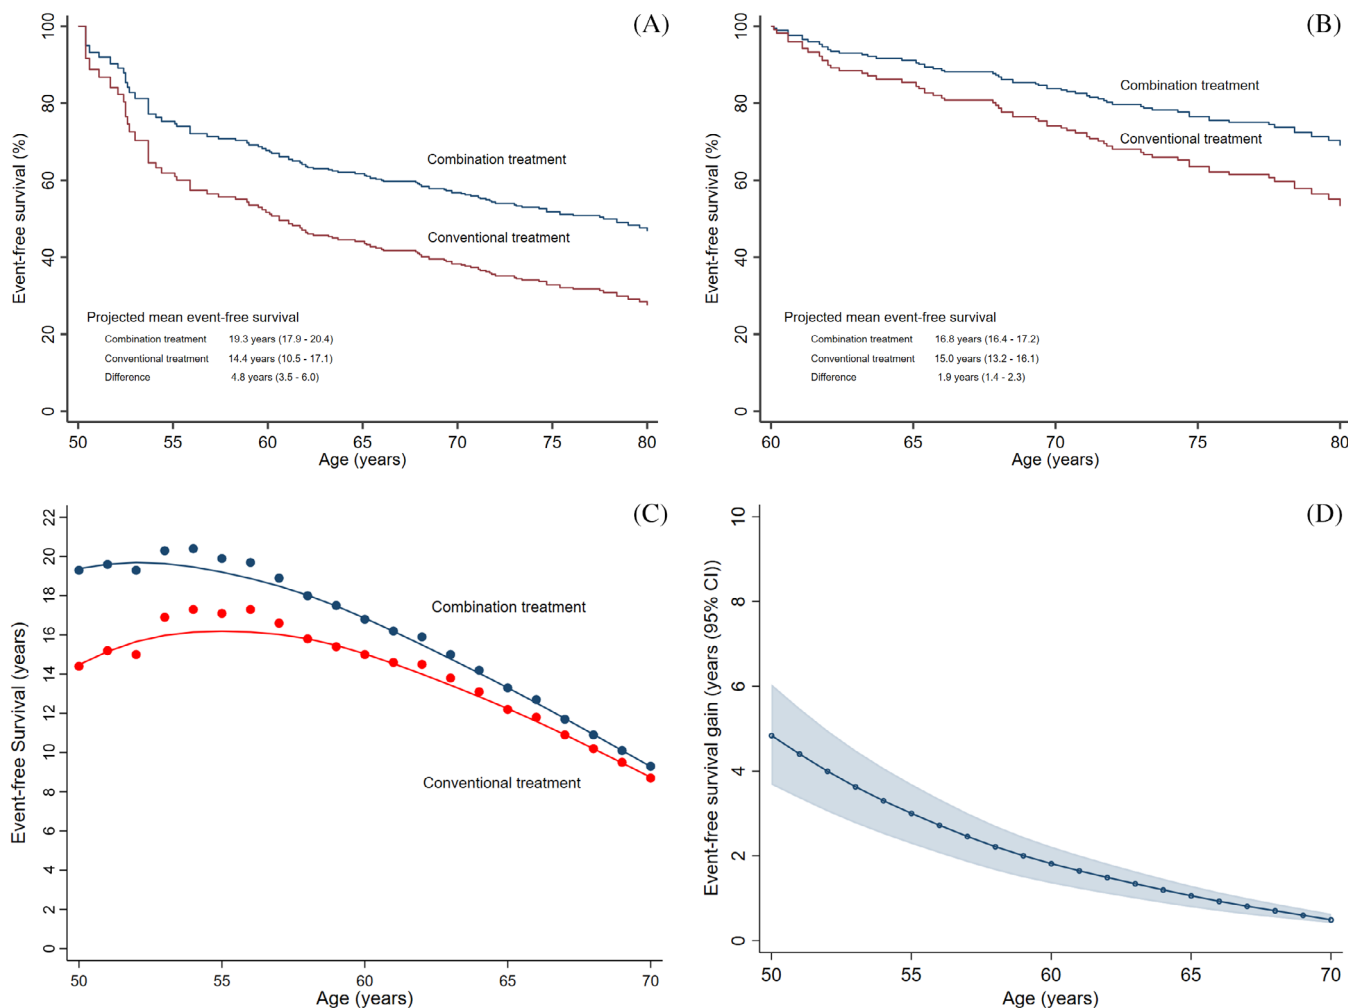 (A)
Event-free survival (%)
100
80
60
40
20
0
Combination treatment
Conventional treatment
Projected mean event-free survival
Combination treatment 19.3 years (17.9 - 20.4)
Conventional treatment 14.4 years (10.5 - 17.1)
Difference 4.8 years (3.5 - 6.0)
50 55 60 65 70 75 80
Age (years)
(B)
Event-free survival (%)
100
80
60
40
20
0
Combination treatment
Conventional treatment
Projected mean event-free survival
Combination treatment 16.8 years (16.4 - 17.2)
Conventional treatment 15.0 years (13.2 - 16.1)
Difference 1.9 years (1.4 - 2.3)
60 65 70 75 80
Age (years)
(C)
Event-free Survival (years)
22
20
18
16
14
12
10
8
6
4
2
0
Combination treatment
Conventional treatment
50 55 60 65 70
Age (years)
(D)
Event-free survival gain (years (95% CI))
10
8
6
4
2
0
50 55 60 65 70
Age (years)